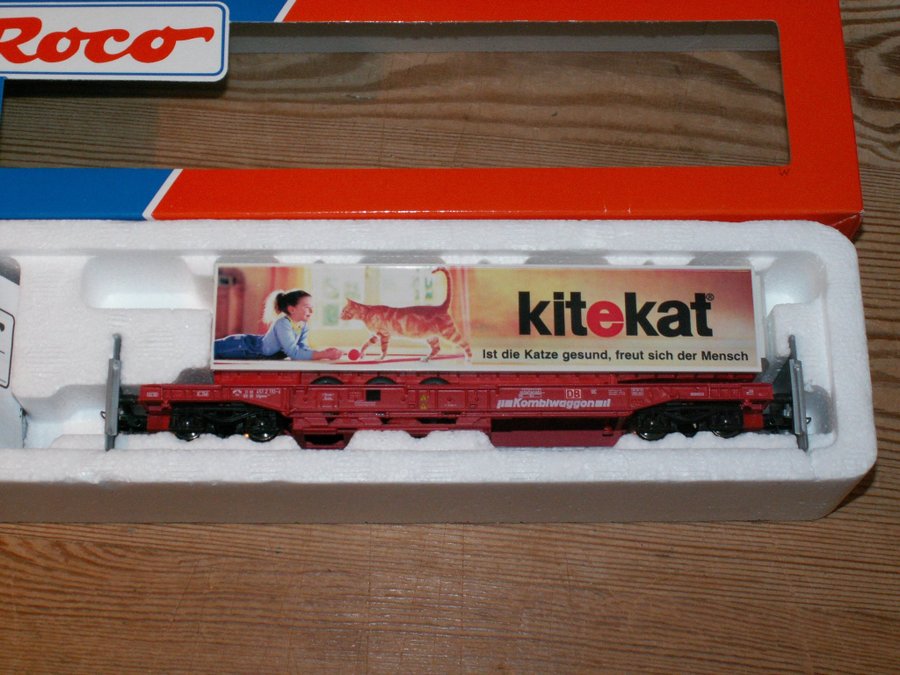 Roco
kitekat®
Ist die Katze gesund, freut sich der Mensch
DB
Kombiwaggon